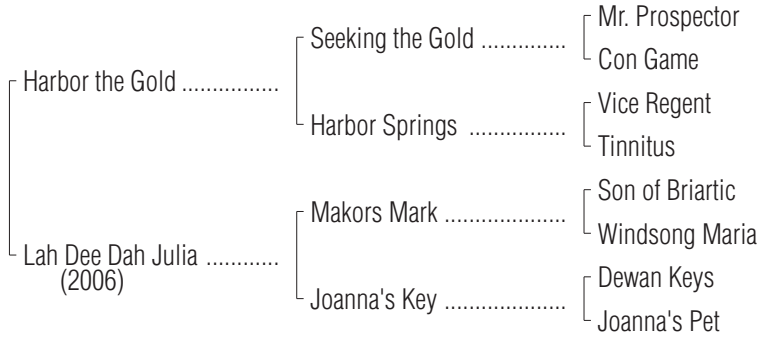 Mr. Prospector
Seeking the Gold ..............
Con Game
Harbor the Gold ................
Vice Regent
Harbor Springs ................
Tinnitus
Son of Briartic
Makors Mark ....................
Windsong Maria
Lah Dee Dah Julia ............
(2006)
Dewan Keys
Joanna's Key ....................
Joanna's Pet